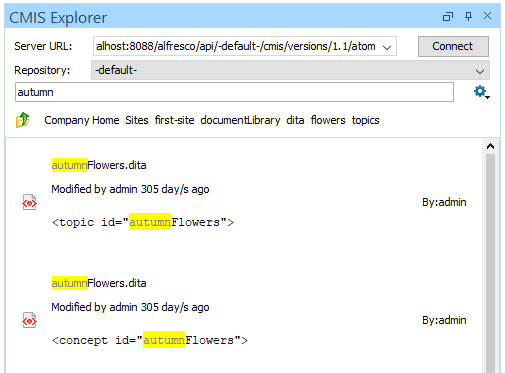 CMIS Explorer
Server URL: alhost:8088/alfresco/api/-default-/cmis/versions/1.1/atom Connect
Repository: -default-
autumn
Company Home Sites first-site documentLibrary dita flowers topics
autumnFlowers.dita
Modified by admin 305 day/s ago
By:admin
<topic id="autumnFlowers">
autumnFlowers.dita
Modified by admin 305 day/s ago
By:admin
<concept id="autumnFlowers">